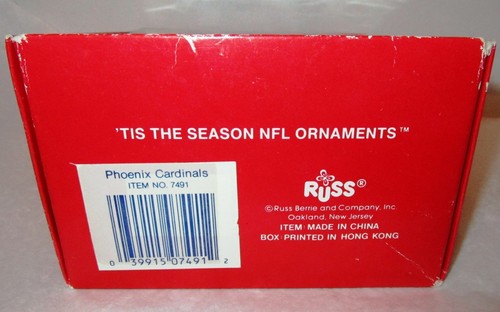 'TIS THE SEASON NFL ORNAMENTS™
Phoenix Cardinals
ITEM NO. 7491
0 39915 07491 2
RUSS®
©Russ Berrie and Company, Inc.
Oakland, New Jersey
ITEM: MADE IN CHINA
BOX: PRINTED IN HONG KONG